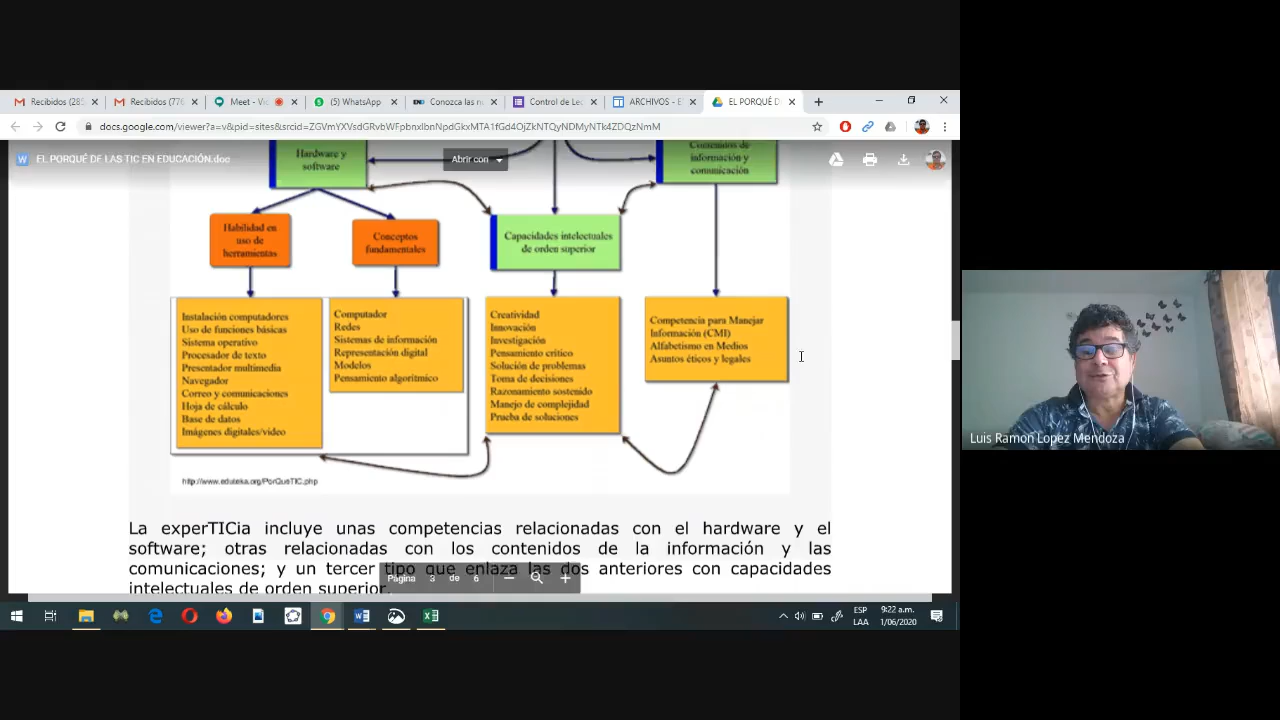 Recibidos (28
Recibidos (77
Meet - Vi
(5) WhatsApp
Conozca las n
Control de Lec
ARCHIVOS - E
EL PORQUÉ D
EL PORQUÉ DE LAS TIC EN EDUCACIÓN.doc
Abrir con
Hardware y
software
Contenidos de
información y
comunicación
Habilidad en
uso de
herramientas
Conceptos
fundamentales
Capacidades intelectuales
de orden superior
Instalación computadores
Uso de funciones básicas
Sistema operativo
Procesador de texto
Presentador multimedia
Navegador
Correo y comunicaciones
Hoja de cálculo
Base de datos
Imágenes digitales/video
Computador
Redes
Sistemas de información
Representación digital
Modelos
Pensamiento algorítmico
Creatividad
Innovación
Investigación
Pensamiento crítico
Solución de problemas
Toma de decisiones
Razonamiento sostenido
Manejo de complejidad
Prueba de soluciones
Competencia para Manejar
Información (CMI)
Alfabetismo en Medios
Asuntos éticos y legales
http://www.eduteka.org/PorQueTIC.php
La experTICia incluye unas competencias relacionadas con el hardware y el
software; otras relacionadas con los contenidos de la información y las
comunicaciones; y un tercer tipo que enlaza las dos anteriores con capacidades
intelectuales de orden superior.
Página 3 de 6
ESP
LAA
9:22 a.m.
1/06/2020
Luis Ramon Lopez Mendoza